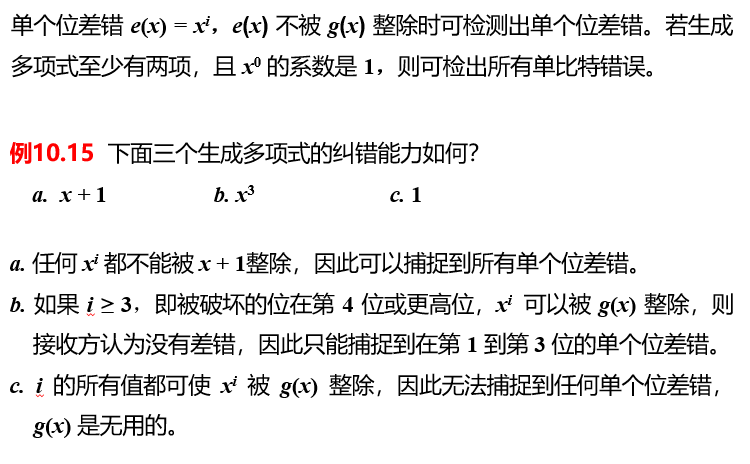 单个位差错 e(x) = xⁱ，e(x) 不被 g(x) 整除时可检测出单个位差错。若生成
多项式至少有两项，且 x⁰ 的系数是 1，则可检出所有单比特错误。
例10.15 下面三个生成多项式的纠错能力如何？
a. x + 1 b. x³ c. 1
a. 任何 xⁱ 都不能被 x + 1整除，因此可以捕捉到所有单个位差错。
b. 如果 i ≥ 3，即被破坏的位在第 4 位或更高位，xⁱ 可以被 g(x) 整除，则
接收方认为没有差错，因此只能捕捉到在第 1 到第 3 位的单个位差错。
c. i 的所有值都可使 xⁱ 被 g(x) 整除，因此无法捕捉到任何单个位差错，
g(x) 是无用的。